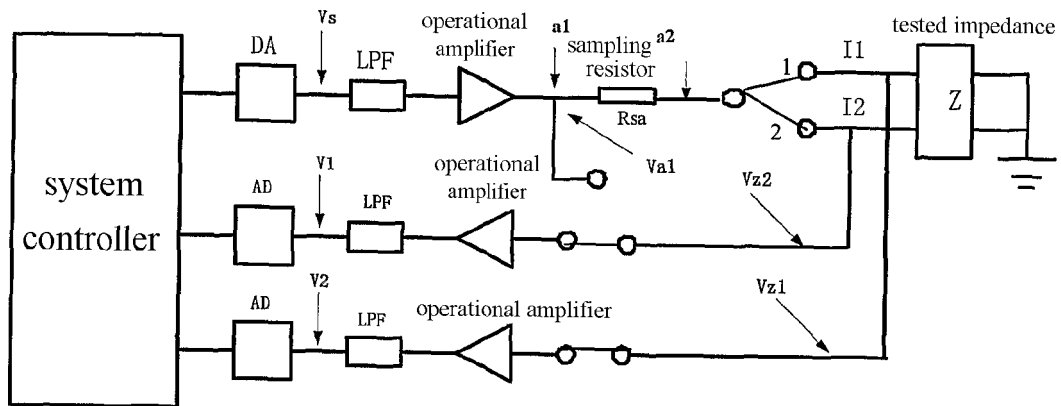 operational
amplifier
Vs
DA
LPF
a1
sampling a2
resistor
Rsa
tested impedance
1
I1
2
I2
Z
Va1
system
controller
V1
AD
LPF
operational
amplifier
Vz2
V2
AD
LPF
operational amplifier
Vz1